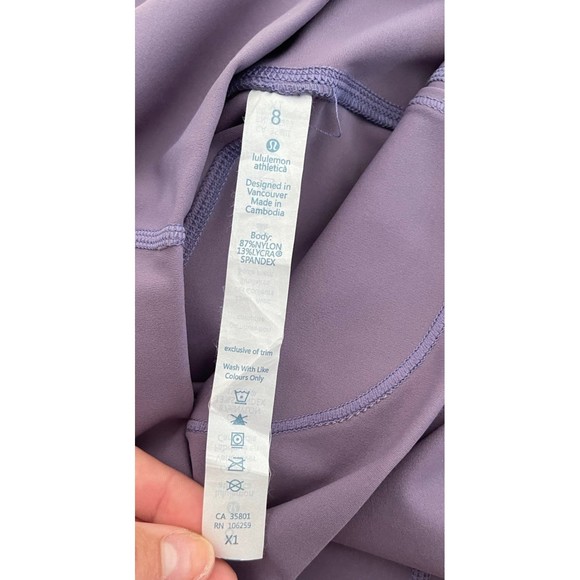 8
lululemon
athletica
Designed in
Vancouver
Made in
Cambodia
Body:
87%NYLON
13%LYCRA®
SPANDEX
exclusive of trim
Wash With Like
Colours Only
CA 35801
RN 106259
X1